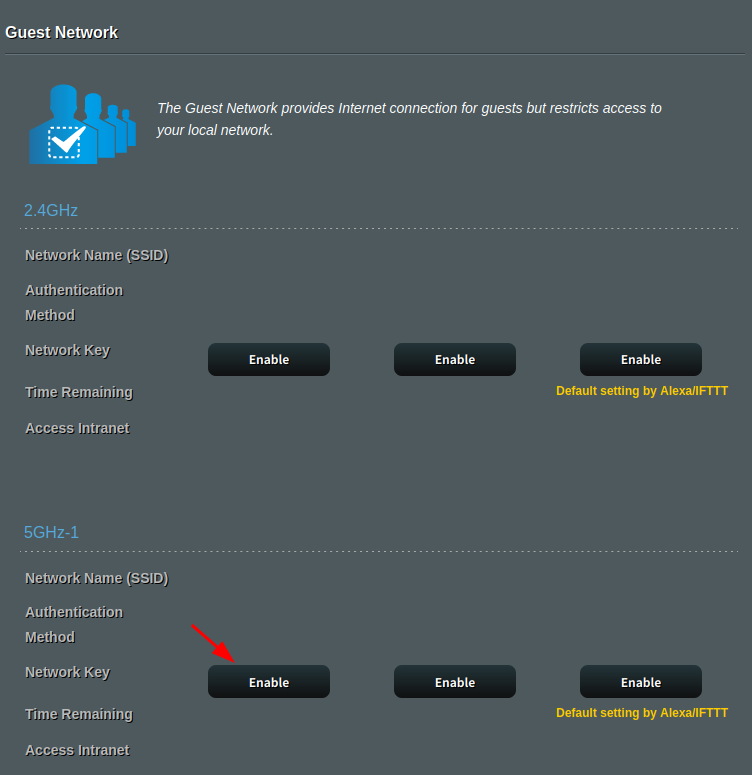 Guest Network
The Guest Network provides Internet connection for guests but restricts access to
your local network.
2.4GHz
Network Name (SSID)
Authentication
Method
Network Key
Enable Enable Enable
Time Remaining
Default setting by Alexa/IFTTT
Access Intranet
5GHz-1
Network Name (SSID)
Authentication
Method
Network Key
Enable Enable Enable
Time Remaining
Default setting by Alexa/IFTTT
Access Intranet